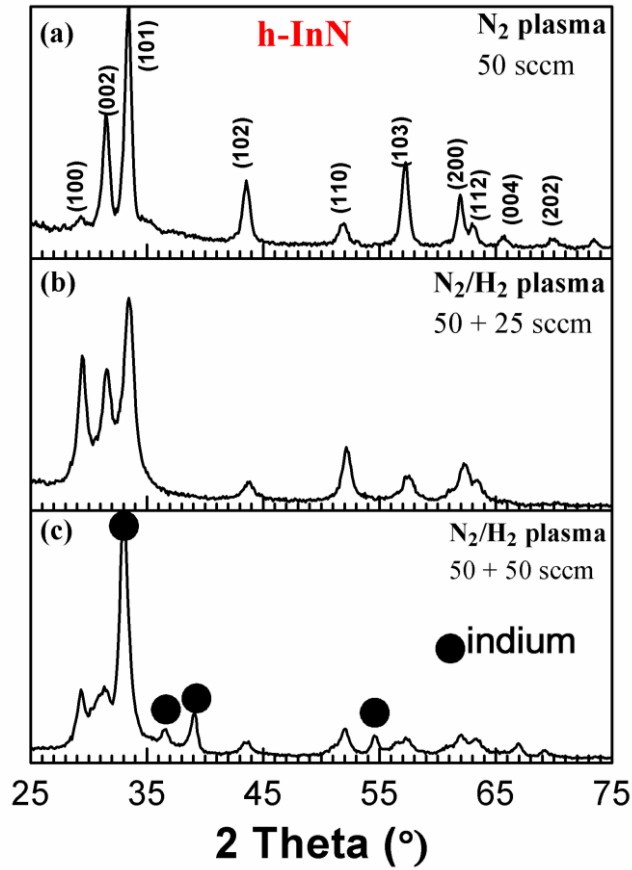 (a)
h-InN
N₂ plasma
50 sccm
(100)
(002)
(101)
(102)
(110)
(103)
(200)
(112)
(004)
(202)
(b)
N₂/H₂ plasma
50 + 25 sccm
(c)
N₂/H₂ plasma
50 + 50 sccm
indium
25 35 45 55 65 75
2 Theta (°)